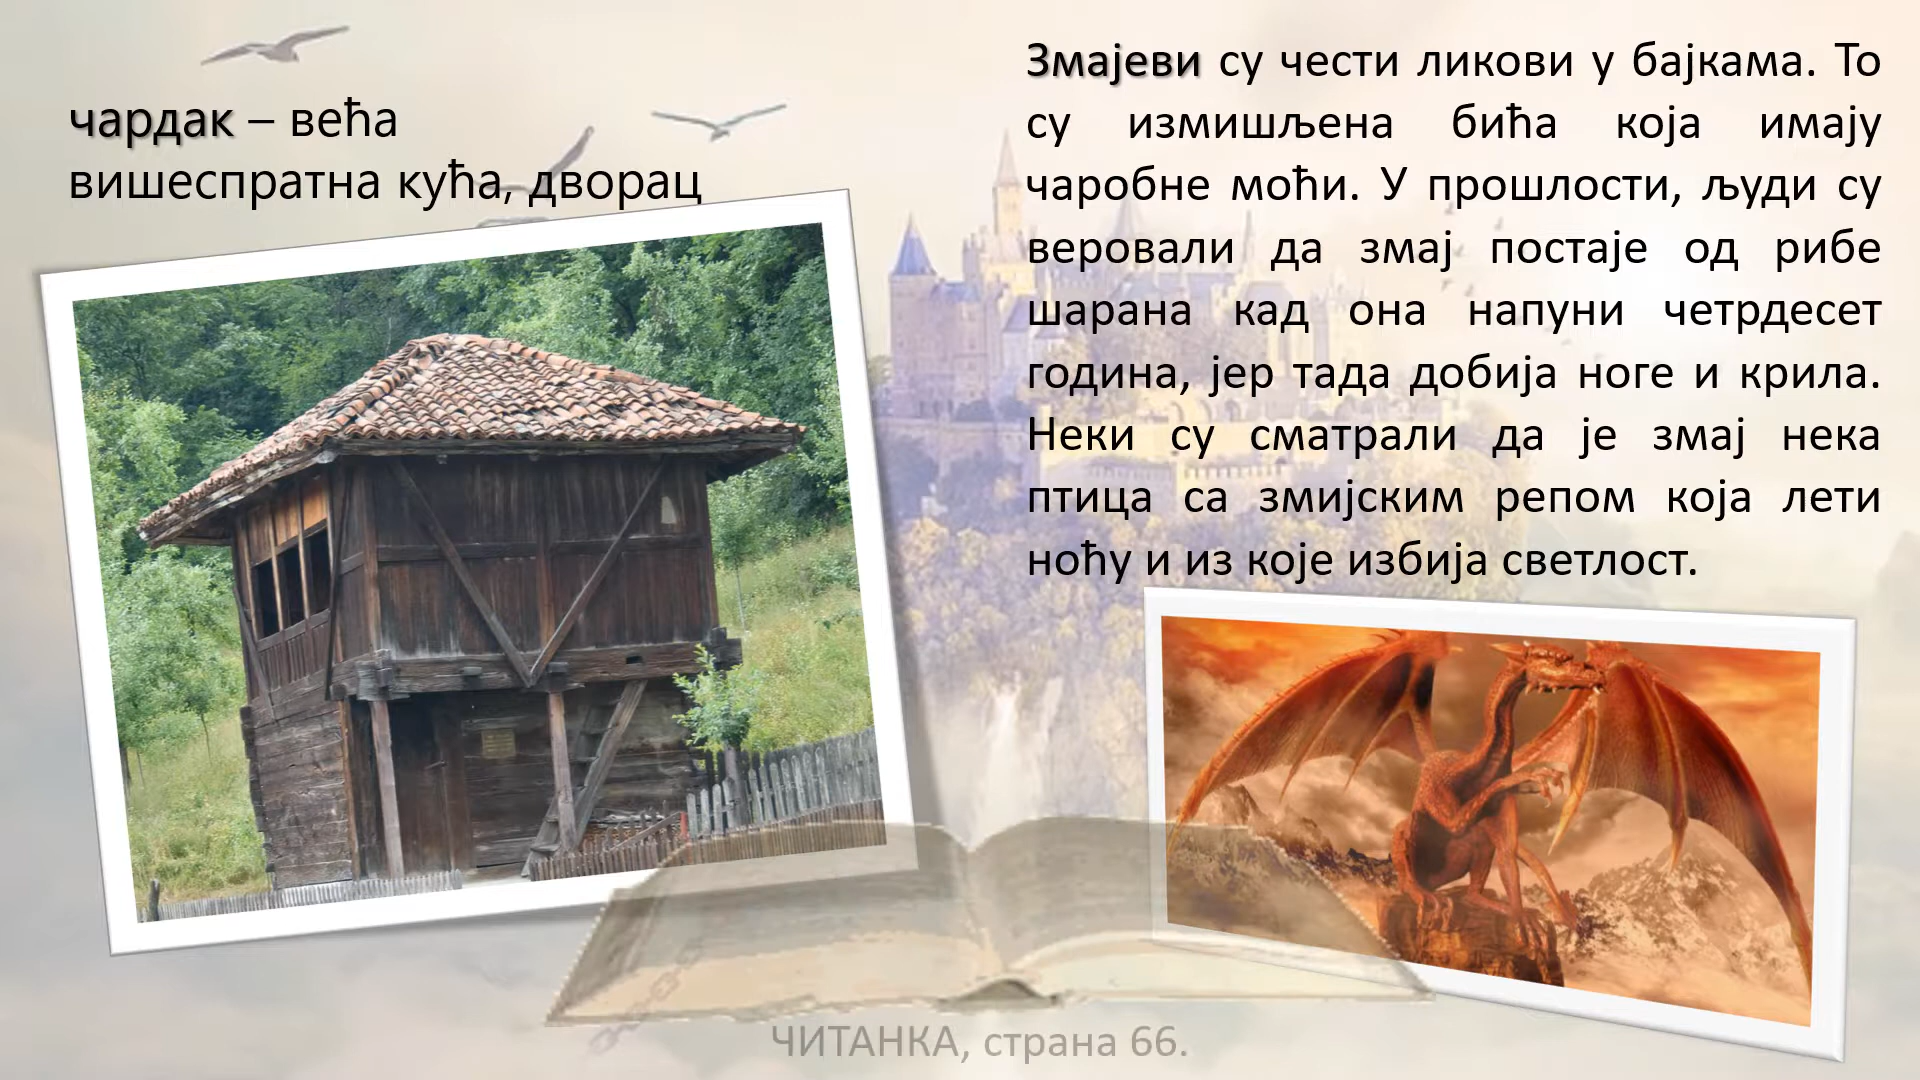 чардак – већа
вишеспратна кућа, дворац
Змајеви су чести ликови у бајкама. То
су измишљена бића која имају
чаробне моћи. У прошлости, људи су
веровали да змај постаје од рибе
шарана кад она напуни четрдесет
година, јер тада добија ноге и крила.
Неки су сматрали да је змај нека
птица са змијским репом која лети
ноћу и из које избија светлост.
ЧИТАНКА, страна 66.